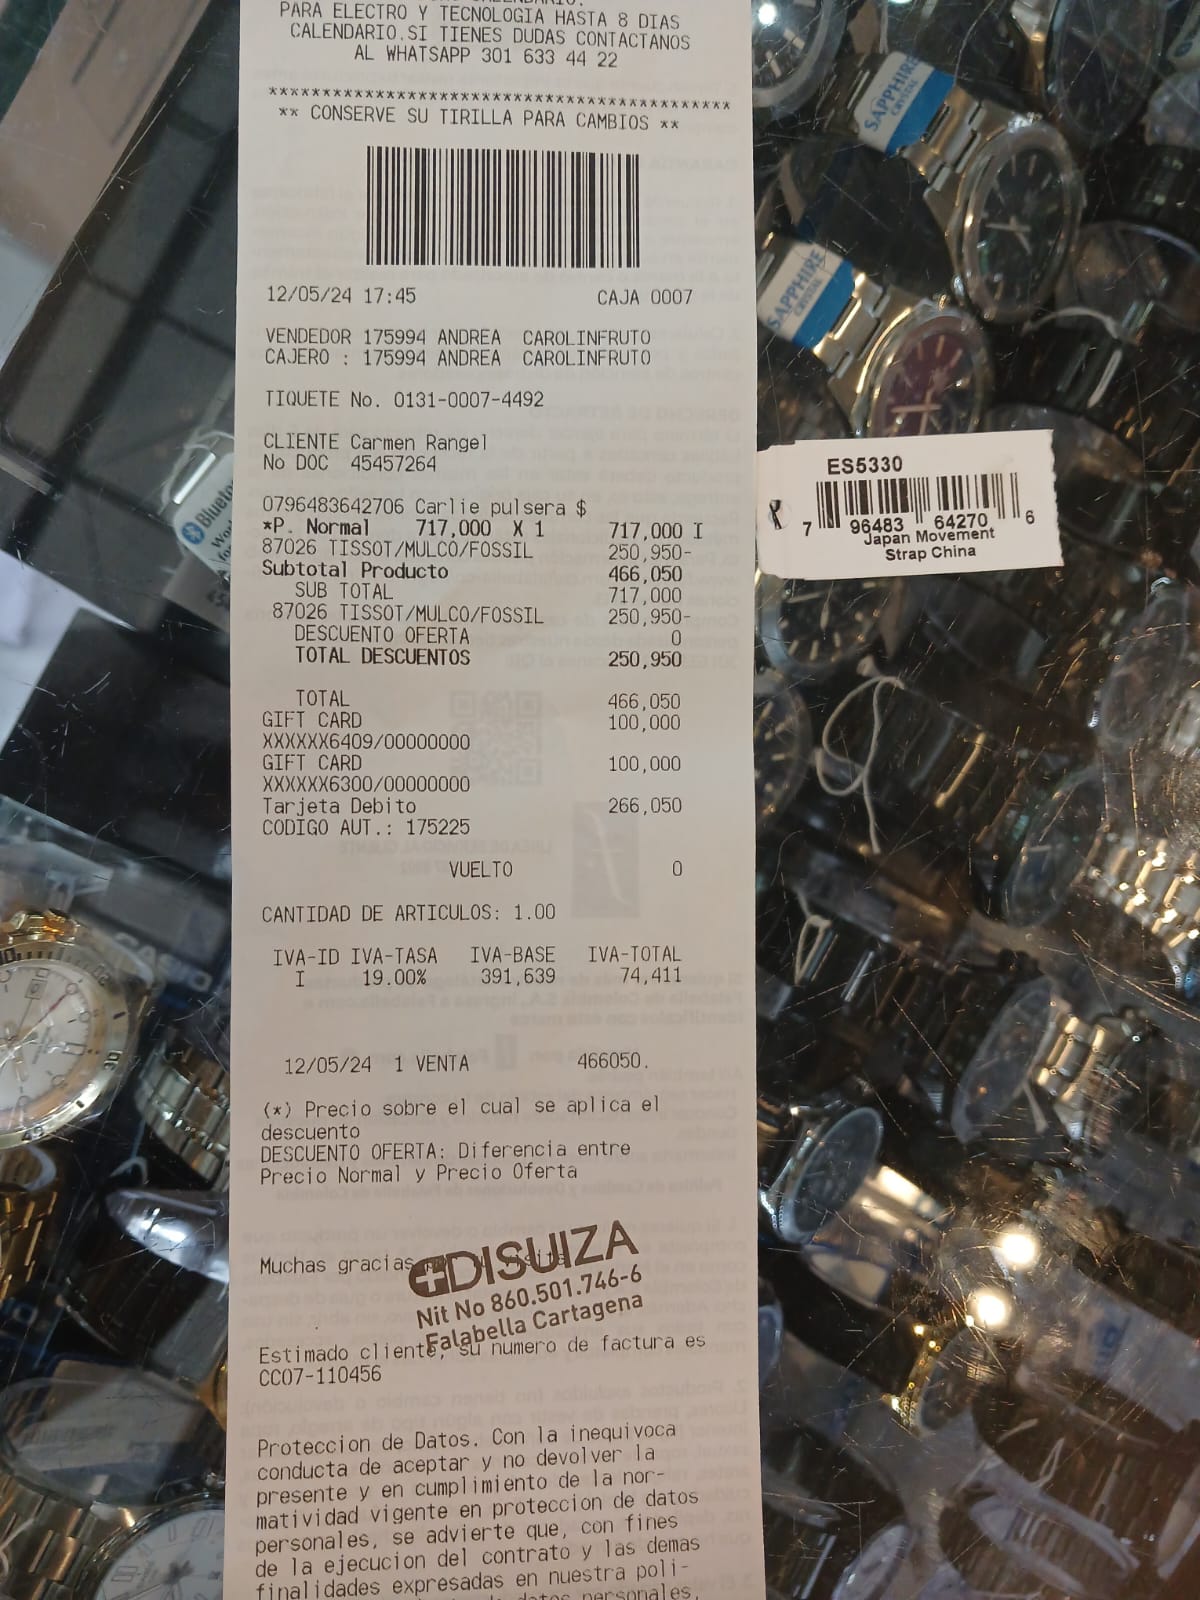 PARA ELECTRO Y TECNOLOGIA HASTA 8 DIAS
CALENDARIO.SI TIENES DUDAS CONTACTANOS
AL WHATSAPP 301 633 44 22
*******************************************
** CONSERVE SU TIRILLA PARA CAMBIOS **
12/05/24 17:45 CAJA 0007
VENDEDOR 175994 ANDREA CAROLINFRUTO
CAJERO : 175994 ANDREA CAROLINFRUTO
TIQUETE No. 0131-0007-4492
CLIENTE Carmen Rangel
No DOC 45457264
0796483642706 Carlie pulsera $
*P. Normal 717,000 X 1 717,000 I
87026 TISSOT/MULCO/FOSSIL 250,950-
Subtotal Producto 466,050
SUB TOTAL 717,000
87026 TISSOT/MULCO/FOSSIL 250,950-
DESCUENTO OFERTA 0
TOTAL DESCUENTOS 250,950
TOTAL 466,050
GIFT CARD 100,000
XXXXXX6409/00000000
GIFT CARD 100,000
XXXXXX6300/00000000
Tarjeta Debito 266,050
CODIGO AUT.: 175225
VUELTO 0
CANTIDAD DE ARTICULOS: 1.00
IVA-ID IVA-TASA IVA-BASE IVA-TOTAL
I 19.00% 391,639 74,411
12/05/24 1 VENTA 466050.
(*) Precio sobre el cual se aplica el
descuento
DESCUENTO OFERTA: Diferencia entre
Precio Normal y Precio Oferta
Muchas gracias
DISUIZA
Nit No 860.501.746-6
Falabella Cartagena
Estimado cliente, su numero de factura es
CC07-110456
Proteccion de Datos. Con la inequivoca
conducta de aceptar y no devolver la
presente y en cumplimiento de la nor-
matividad vigente en proteccion de datos
personales, se advierte que, con fines
de la ejecucion del contrato y las demas
finalidades expresadas en nuestra poli-
datos personales,
ES5330
7 96483 64270 6
Japan Movement
Strap China
SAPPHIRE
CRYSTAL
SAPPHIRE
CRYSTAL
Bluetooth